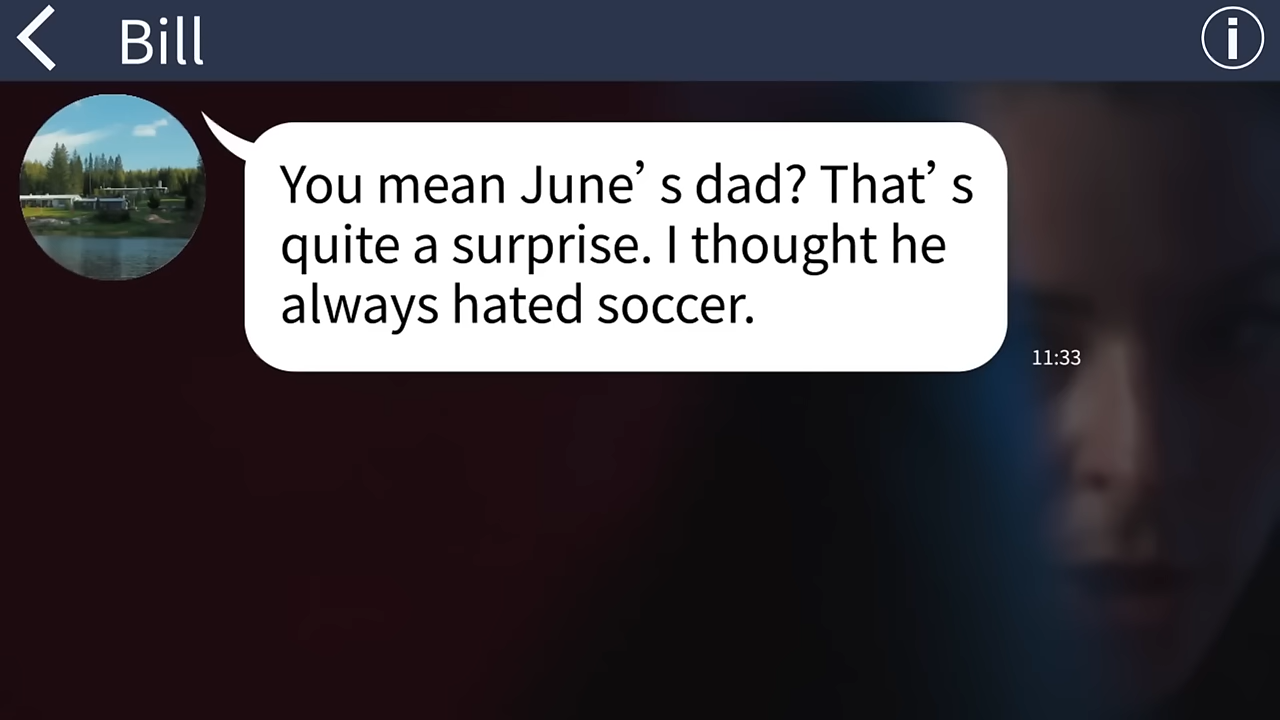 Bill
You mean June’s dad? That’s
quite a surprise. I thought he
always hated soccer.
11:33